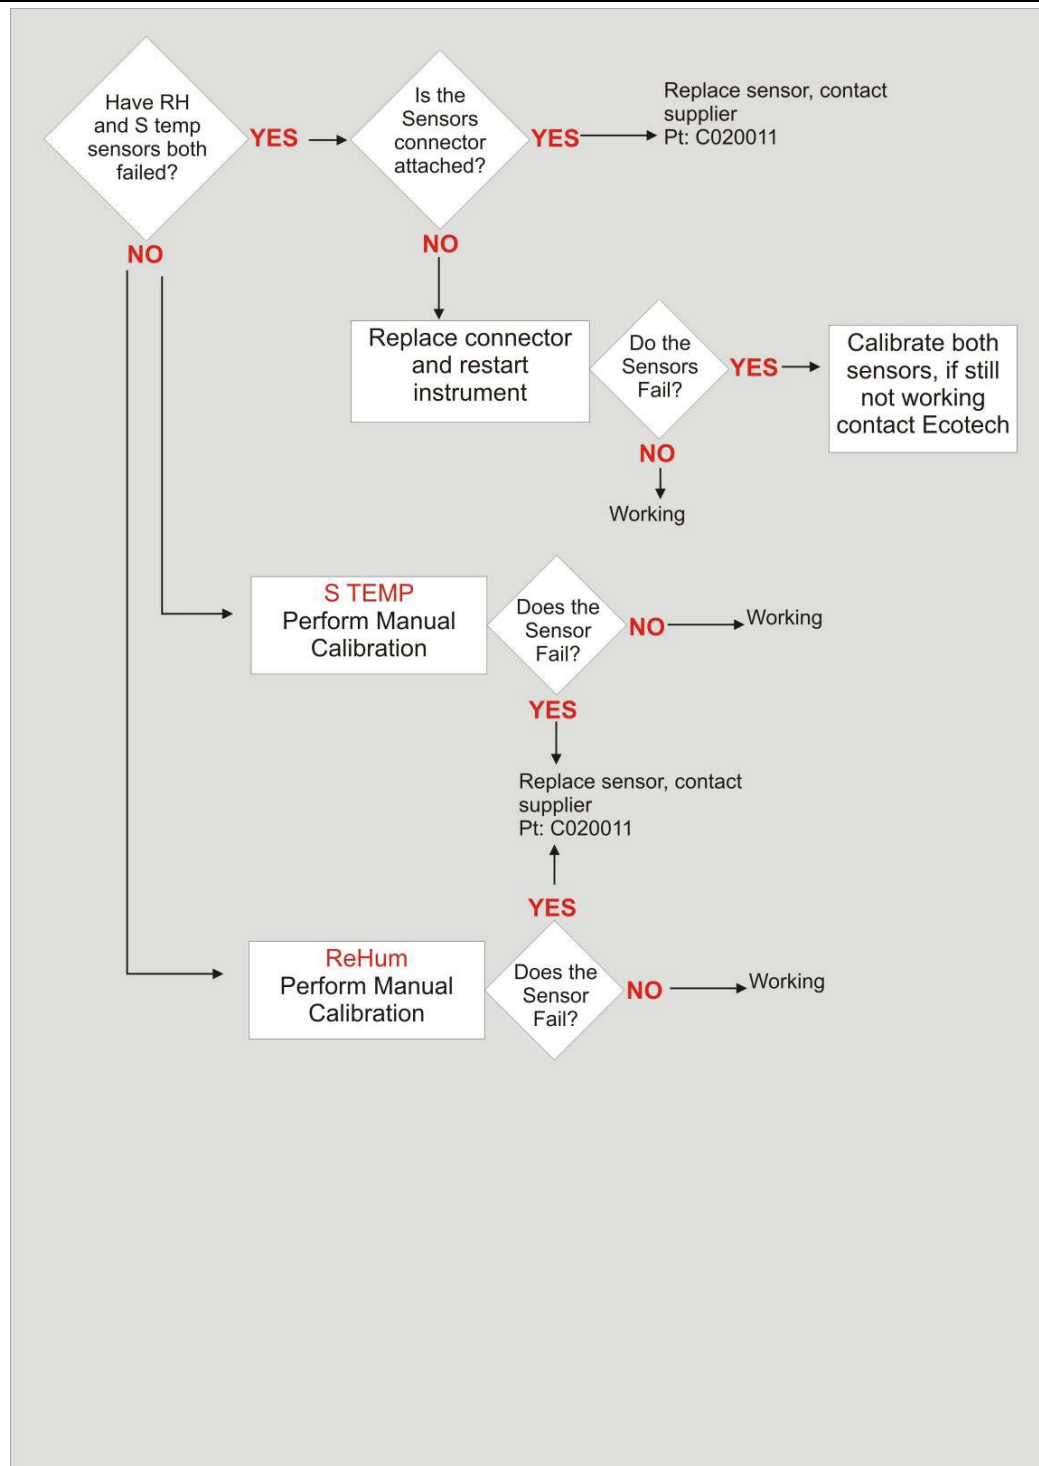 Have RH
and S temp
sensors both
failed?
YES
Is the
Sensors
connector
attached?
YES
Replace sensor, contact
supplier
Pt: C020011
NO
NO
Replace connector
and restart
instrument
Do the
Sensors
Fail?
YES
Calibrate both
sensors, if still
not working
contact Ecotech
NO
Working
S TEMP
Perform Manual
Calibration
Does the
Sensor
Fail?
NO
Working
YES
Replace sensor, contact
supplier
Pt: C020011
YES
ReHum
Perform Manual
Calibration
Does the
Sensor
Fail?
NO
Working